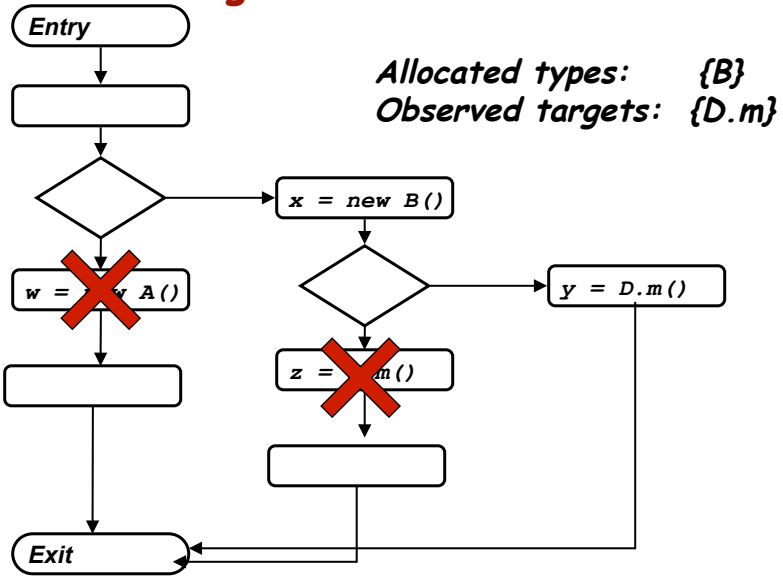 Entry
Allocated types: {B}
Observed targets: {D.m}
x = new B()
w = A()
y = D.m()
z = m()
Exit